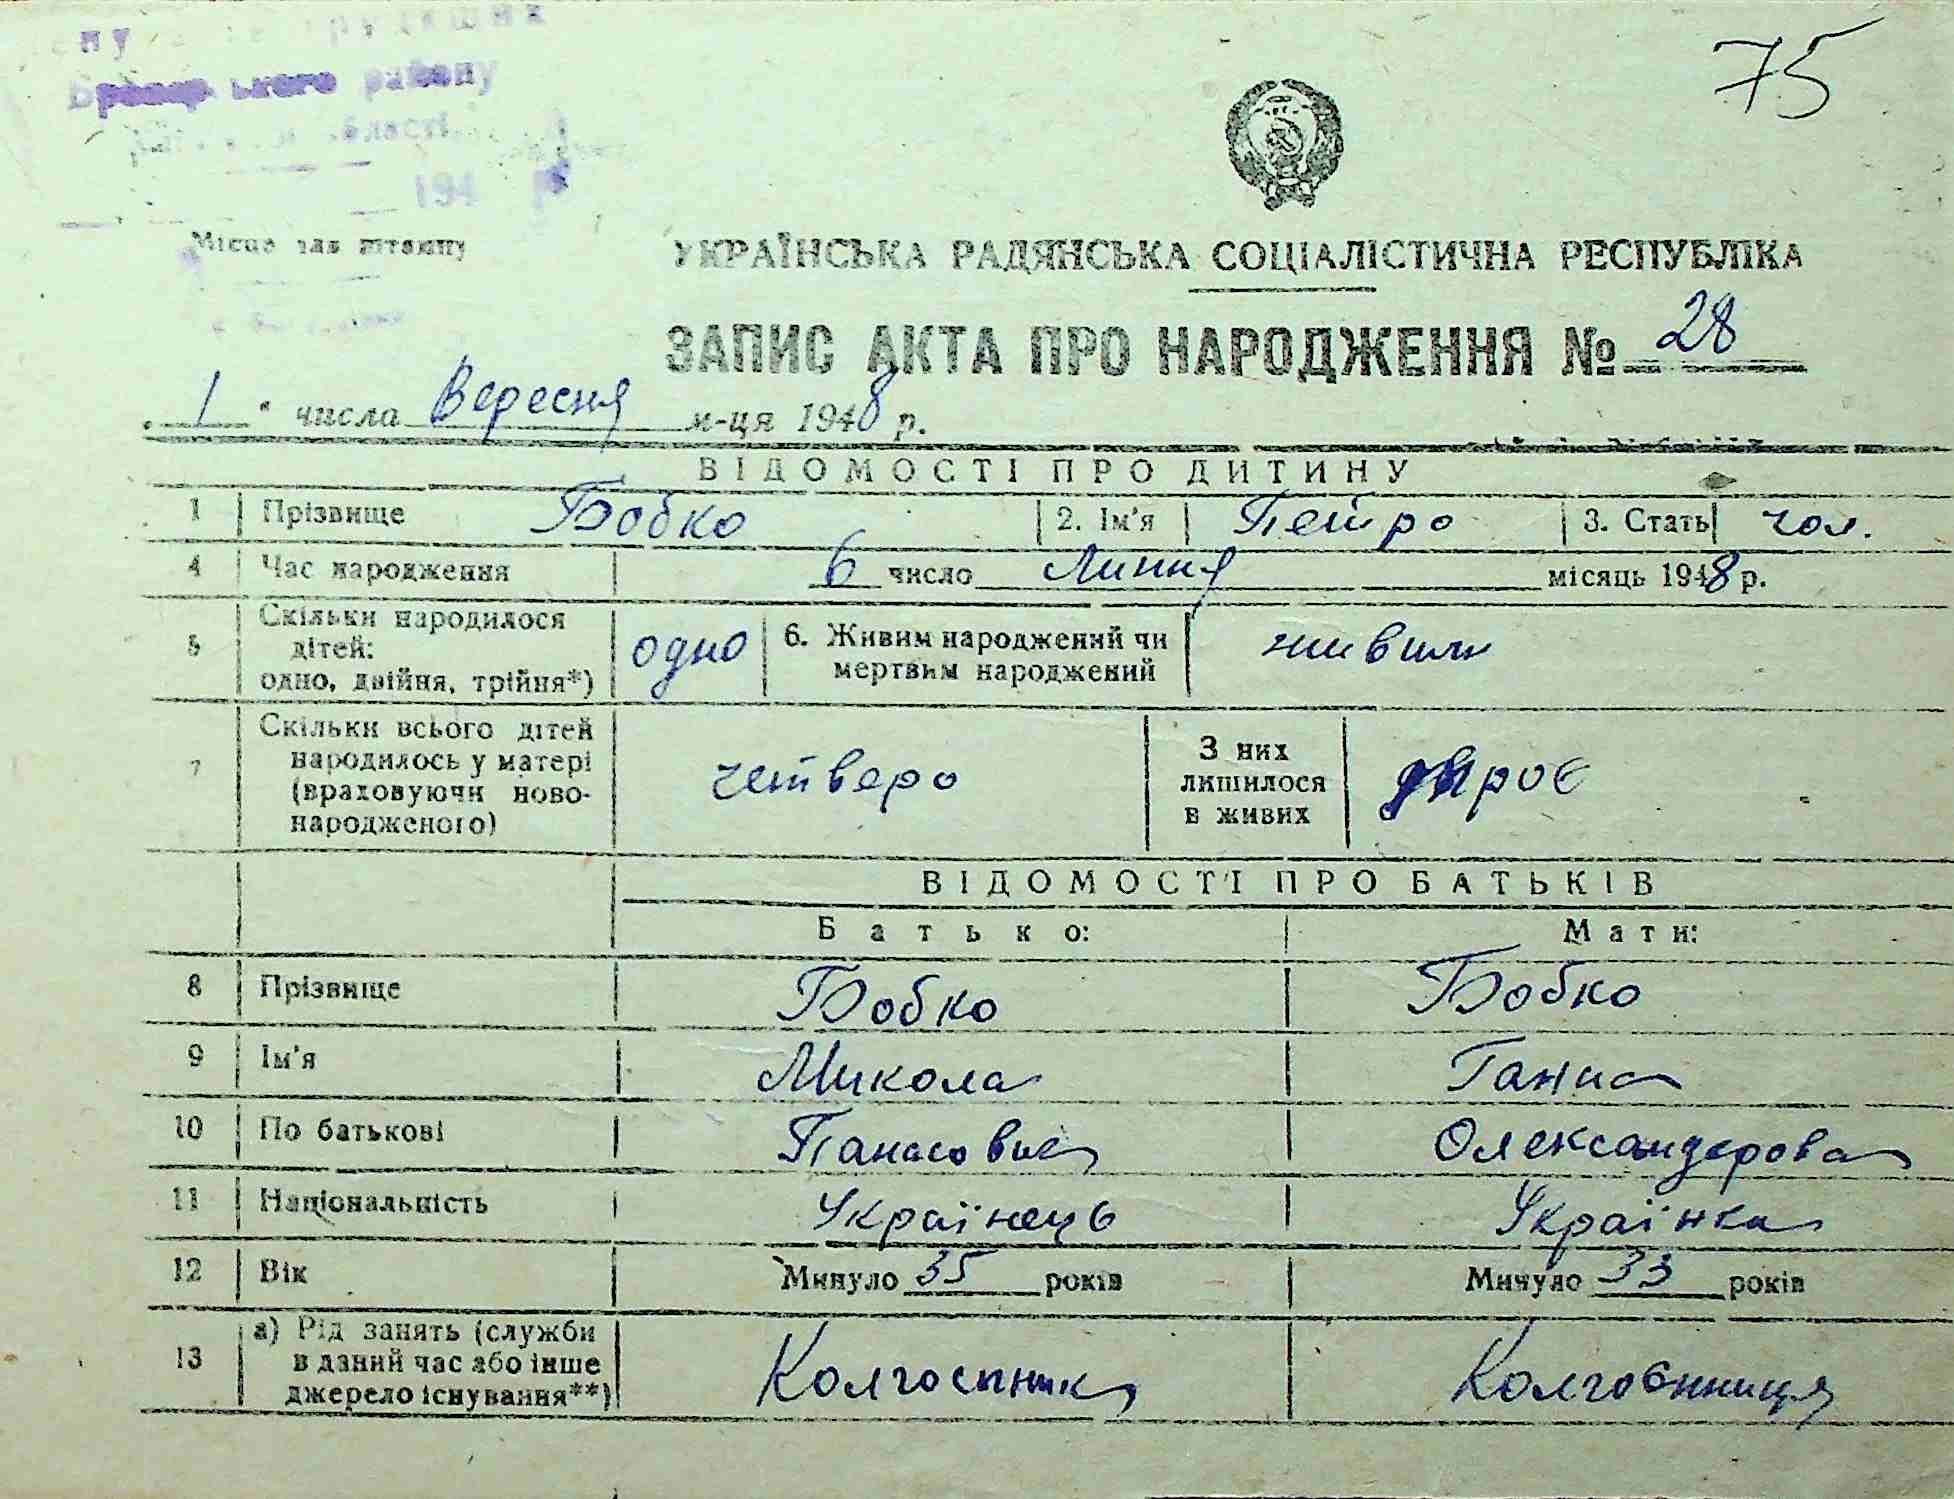 75
району
області
194
Місце для штампу
УКРАЇНСЬКА РАДЯНСЬКА СОЦІАЛІСТИЧНА РЕСПУБЛІКА
ЗАПИС АКТА ПРО НАРОДЖЕННЯ № 28
„1" числа Вересня м-ця 1948 р.
ВІДОМОСТІ ПРО ДИТИНУ
1 Прізвище Бобко 2. Ім'я Петро 3. Стать чол.
4 Час народження 6 число Липня місяць 1948 р.
5 Скільки народилося дітей: одно, двійня, трійня*) одно 6. Живим народжений чи мертвим народжений живим
7 Скільки всього дітей народилось у матері (враховуючи ново-народженого) четверо З них лишилося в живих
ВІДОМОСТІ ПРО БАТЬКІВ
Батько: Мати:
8 Прізвище Бобко Бобко
9 Ім'я Микола Ганна
10 По батькові Панасович Олександерова
11 Національність Українець Українка
12 Вік Минуло 35 років Минуло 33 років
13 а) Рід занять (служби в даний час або інше джерело існування**) Колгоспник Колгоспниця